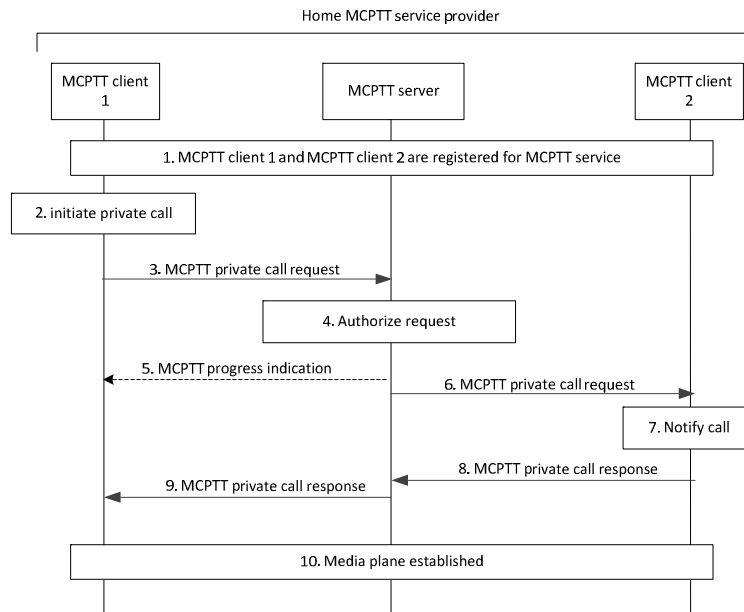 Home MCPTT service provider
MCPTT client
1
MCPTT server
MCPTT client
2
1. MCPTT client 1 and MCPTT client 2 are registered for MCPTT service
2. initiate private call
3. MCPTT private call request
4. Authorize request
5. MCPTT progress indication
6. MCPTT private call request
7. Notify call
8. MCPTT private call response
9. MCPTT private call response
10. Media plane established